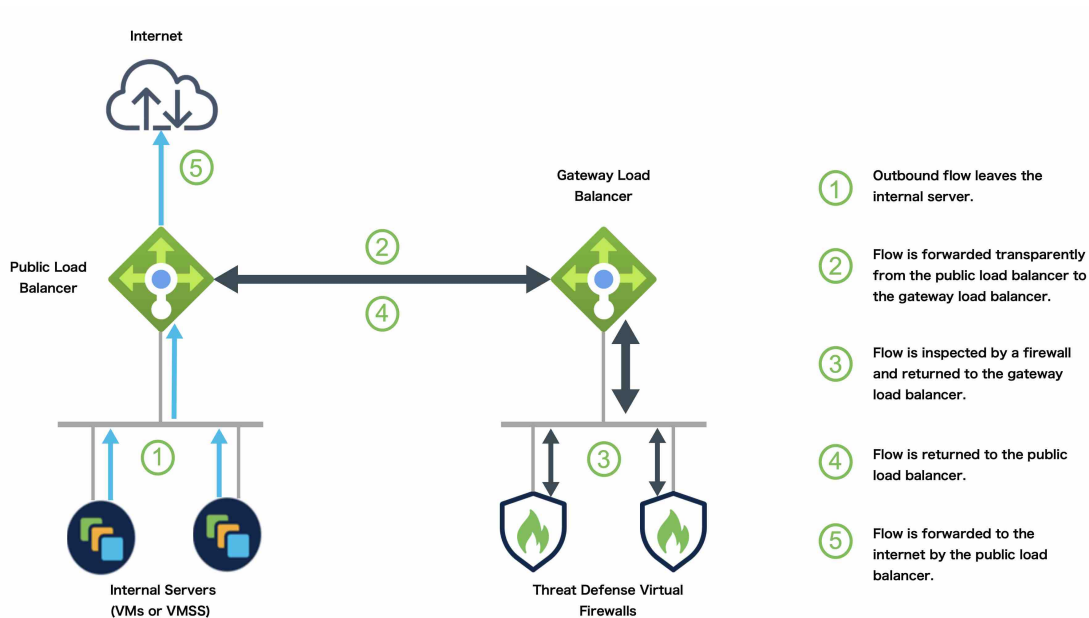 Internet
5
Gateway Load
Balancer
Public Load
Balancer
2
4
1
3
Internal Servers
(VMs or VMSS)
Threat Defense Virtual
Firewalls
1
Outbound flow leaves the
internal server.
2
Flow is forwarded transparently
from the public load balancer to
the gateway load balancer.
3
Flow is inspected by a firewall
and returned to the gateway
load balancer.
4
Flow is returned to the public
load balancer.
5
Flow is forwarded to the
internet by the public load
balancer.